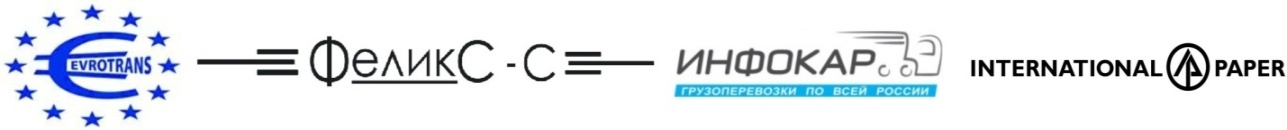 EVROTRANS
ФеликС - С
ИНФОКАР
ГРУЗОПЕРЕВОЗКИ ПО ВСЕЙ РОССИИ
INTERNATIONAL PAPER